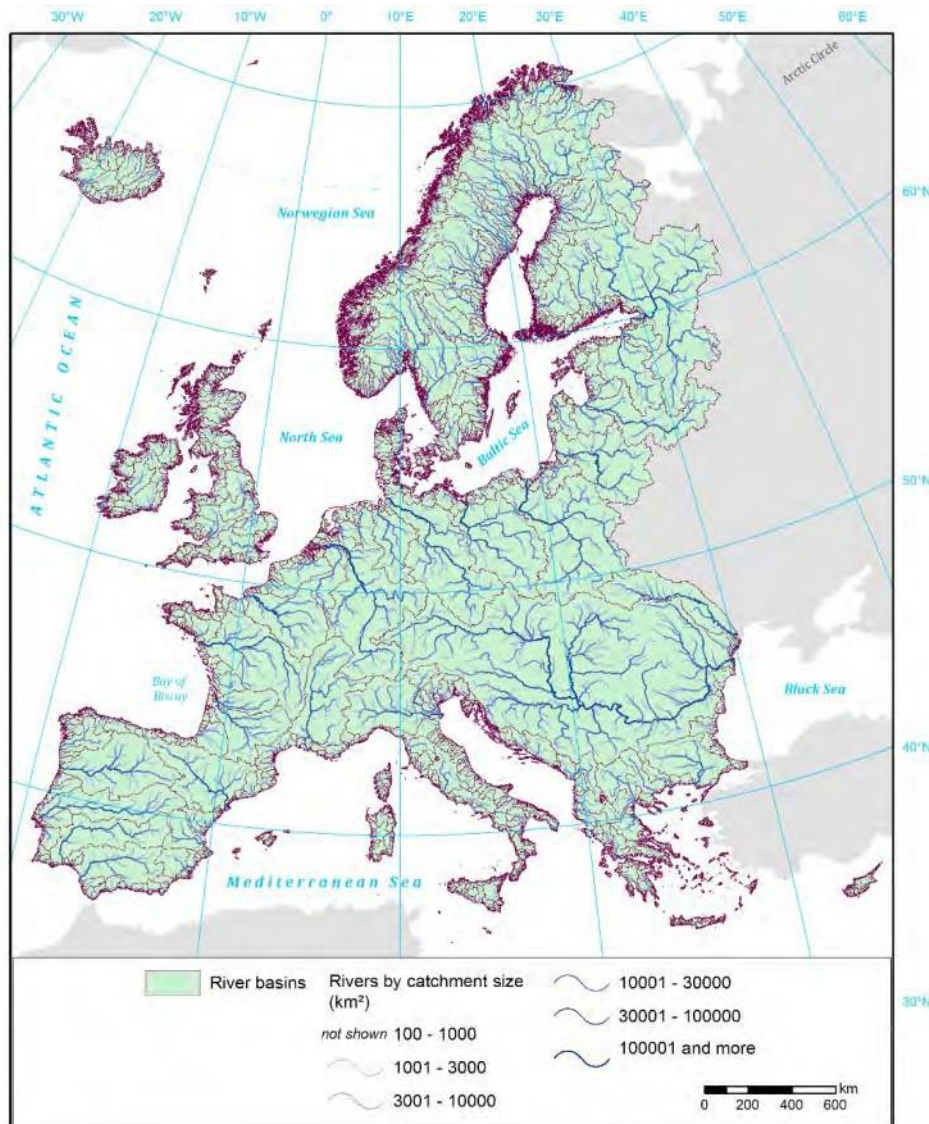 30°W 20°W 10°W 0° 10°E 20°E 30°E 40°E 50°E 60°E
Arctic Circle
60°N
Norwegian Sea
ATLANTIC OCEAN
North Sea
Baltic Sea
50°N
Bay of
Biscay
Black Sea
40°N
Mediterranean Sea
River basins
Rivers by catchment size
(km²)
not shown 100 - 1000
1001 - 3000
3001 - 10000
10001 - 30000
30001 - 100000
100001 and more
30°N
km
0 200 400 600